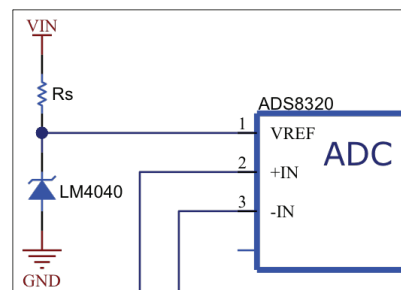 VIN
Rs
ADS8320
1
VREF
ADC
2
+IN
LM4040
3
-IN
GND